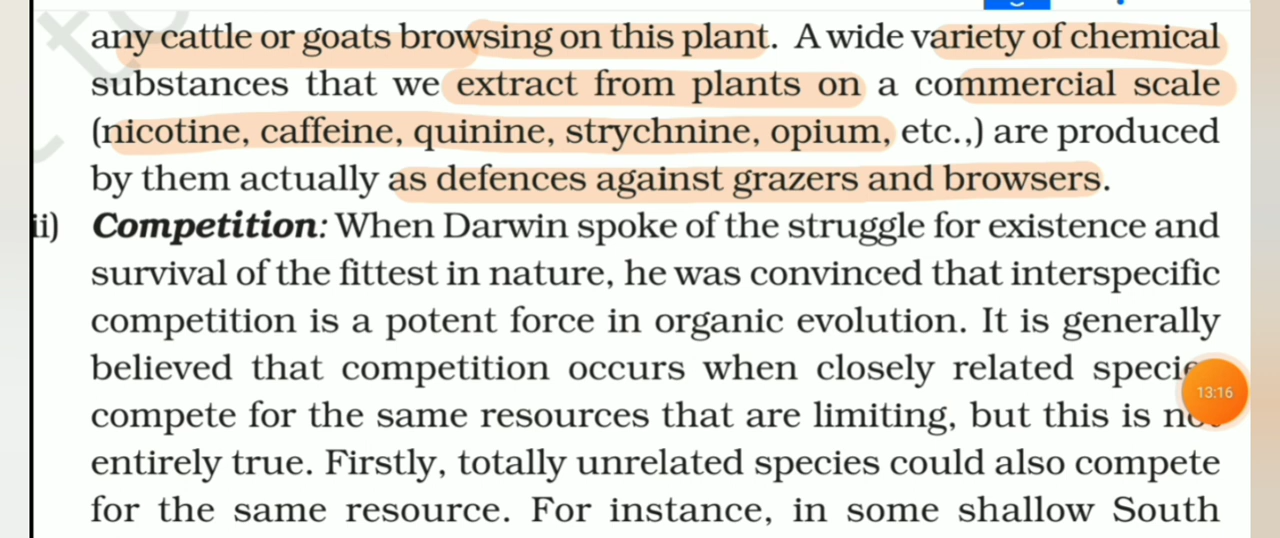 any cattle or goats browsing on this plant. A wide variety of chemical
substances that we extract from plants on a commercial scale
(nicotine, caffeine, quinine, strychnine, opium, etc.,) are produced
by them actually as defences against grazers and browsers.
ii) Competition: When Darwin spoke of the struggle for existence and
survival of the fittest in nature, he was convinced that interspecific
competition is a potent force in organic evolution. It is generally
believed that competition occurs when closely related
13:16
compete for the same resources that are limiting, but this is
entirely true. Firstly, totally unrelated species could also compete
for the same resource. For instance, in some shallow South